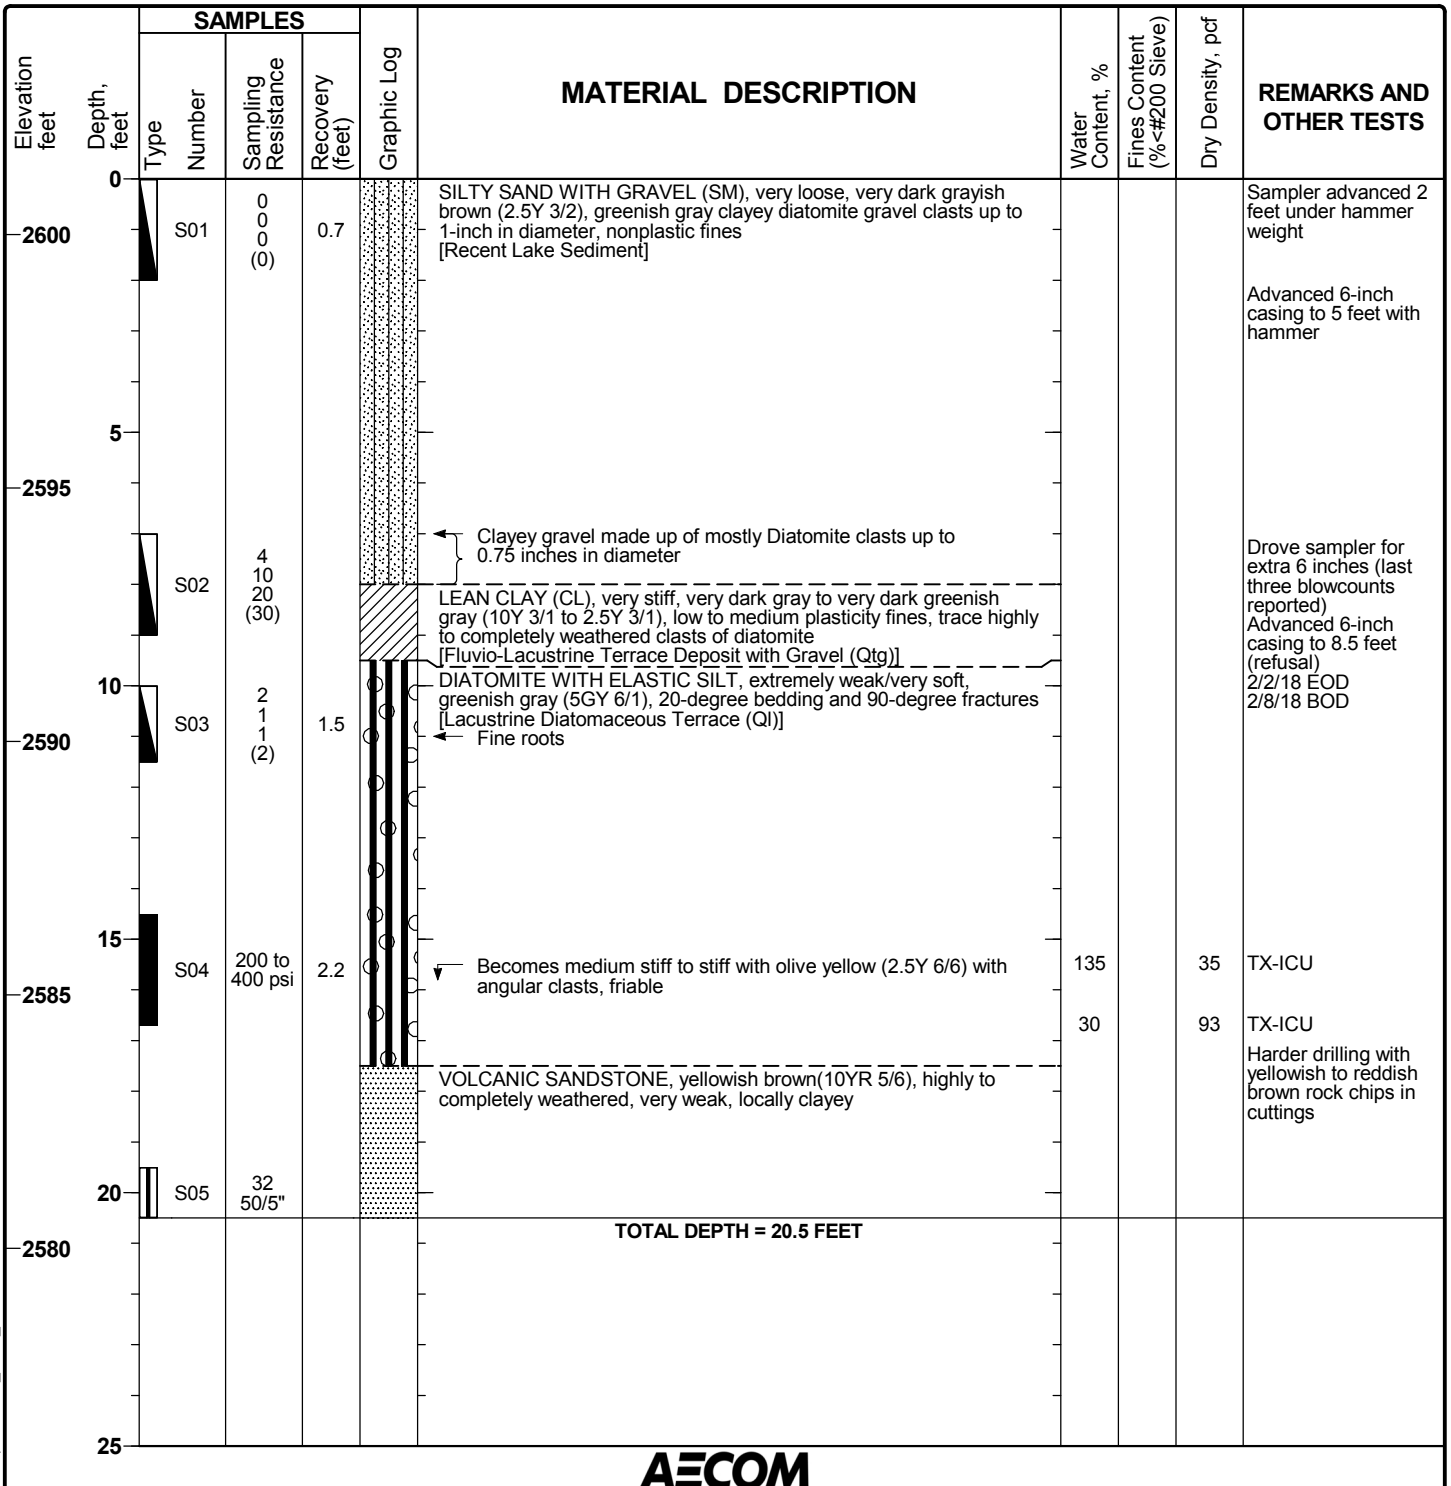 SAMPLES
Elevation
feet
Depth,
feet
Type
Number
Sampling
Resistance
Recovery
(feet)
Graphic Log
MATERIAL DESCRIPTION
Water
Content, %
Fines Content
(%<#200 Sieve)
Dry Density, pcf
REMARKS AND
OTHER TESTS
0
2600
S01
0
0
0
(0)
0.7
SILTY SAND WITH GRAVEL (SM), very loose, very dark grayish
brown (2.5Y 3/2), greenish gray clayey diatomite gravel clasts up to
1-inch in diameter, nonplastic fines
[Recent Lake Sediment]
Sampler advanced 2
feet under hammer
weight
Advanced 6-inch
casing to 5 feet with
hammer
5
2595
S02
4
10
20
(30)
Clayey gravel made up of mostly Diatomite clasts up to
0.75 inches in diameter
LEAN CLAY (CL), very stiff, very dark gray to very dark greenish
gray (10Y 3/1 to 2.5Y 3/1), low to medium plasticity fines, trace highly
to completely weathered clasts of diatomite
[Fluvio-Lacustrine Terrace Deposit with Gravel (Qtg)]
Drove sampler for
extra 6 inches (last
three blowcounts
reported)
Advanced 6-inch
casing to 8.5 feet
(refusal)
2/2/18 EOD
2/8/18 BOD
10
2590
S03
2
1
1
(2)
1.5
DIATOMITE WITH ELASTIC SILT, extremely weak/very soft,
greenish gray (5GY 6/1), 20-degree bedding and 90-degree fractures
[Lacustrine Diatomaceous Terrace (Ql)]
Fine roots
15
2585
S04
200 to
400 psi
2.2
Becomes medium stiff to stiff with olive yellow (2.5Y 6/6) with
angular clasts, friable
135
35
TX-ICU
30
93
TX-ICU
Harder drilling with
yellowish to reddish
brown rock chips in
cuttings
VOLCANIC SANDSTONE, yellowish brown(10YR 5/6), highly to
completely weathered, very weak, locally clayey
20
S05
32
50/5"
TOTAL DEPTH = 20.5 FEET
2580
25
AECOM